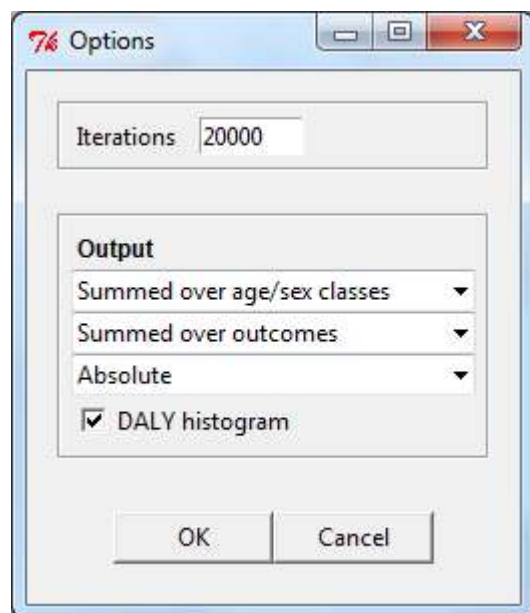 Options
Iterations 20000
Output
Summed over age/sex classes
Summed over outcomes
Absolute
DALY histogram
OK Cancel